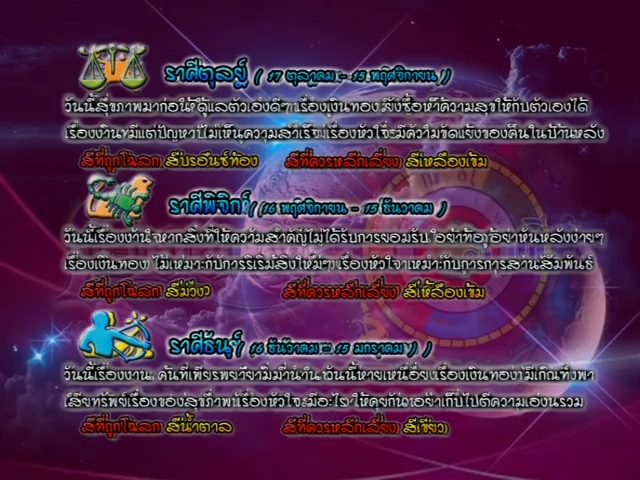 ราศีตุลย์ ( 17 ตุลาคม - 15 พฤศจิกายน )
วันนี้สุขภาพมาก่อนให้ดูแลตัวเองดีๆ เรื่องเงินทอง ยังซื้อหาความสุขให้กับตัวเองได้
เรื่องงาน มีแต่ปัญหา ไม่เห็นความสำเร็จ เรื่องหัวใจ จะมีความขัดแย้งของคนในบ้านหลัง
สีที่ถูกโฉลก สีบรอนซ์ทอง สีที่ควรหลีกเลี่ยง สีเหลืองเข้ม
ราศีพิจิก ( 16 พฤศจิกายน - 15 ธันวาคม )
วันนี้เรื่องงาน หากสิ่งที่ให้ความสำคัญไม่ได้รับการยอมรับ อย่าท้อ อย่าหันหลังง่ายๆ
เรื่องเงินทอง ไม่เหมาะกับการริเริ่มสิ่งใหม่ๆ เรื่องหัวใจ เหมาะกับการการสานสัมพันธ์
สีที่ถูกโฉลก สีม่วง สีที่ควรหลีกเลี่ยง สีเหลืองเข้ม
ราศีธนู ( 16 ธันวาคม - 15 มกราคม )
วันนี้เรื่องงาน คนที่เพียรพยายามมานาน วันนี้หายเหนื่อย เรื่องเงินทอง มีเกณฑ์พา
เสียทรัพย์เรื่องของสุขภาพ เรื่องหัวใจ มีอะไร ให้คุยกัน อย่าเก็บไปตีความเองนรวม
สีที่ถูกโฉลก สีน้ำตาล สีที่ควรหลีกเลี่ยง สีเขียว